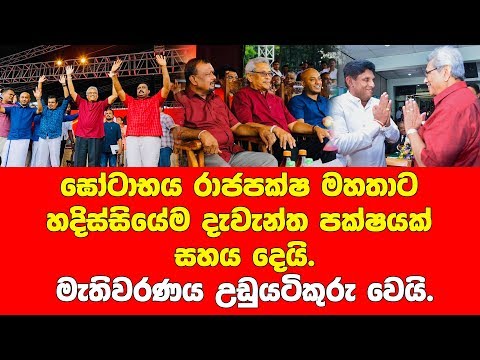 ඝෝටාභය රාජපක්ෂ මහතාට
හදිස්සියේම දැවැන්ත පක්ෂයක්
සහය දෙයි.
මැතිවරණය උඩුයටිකුරු වෙයි.